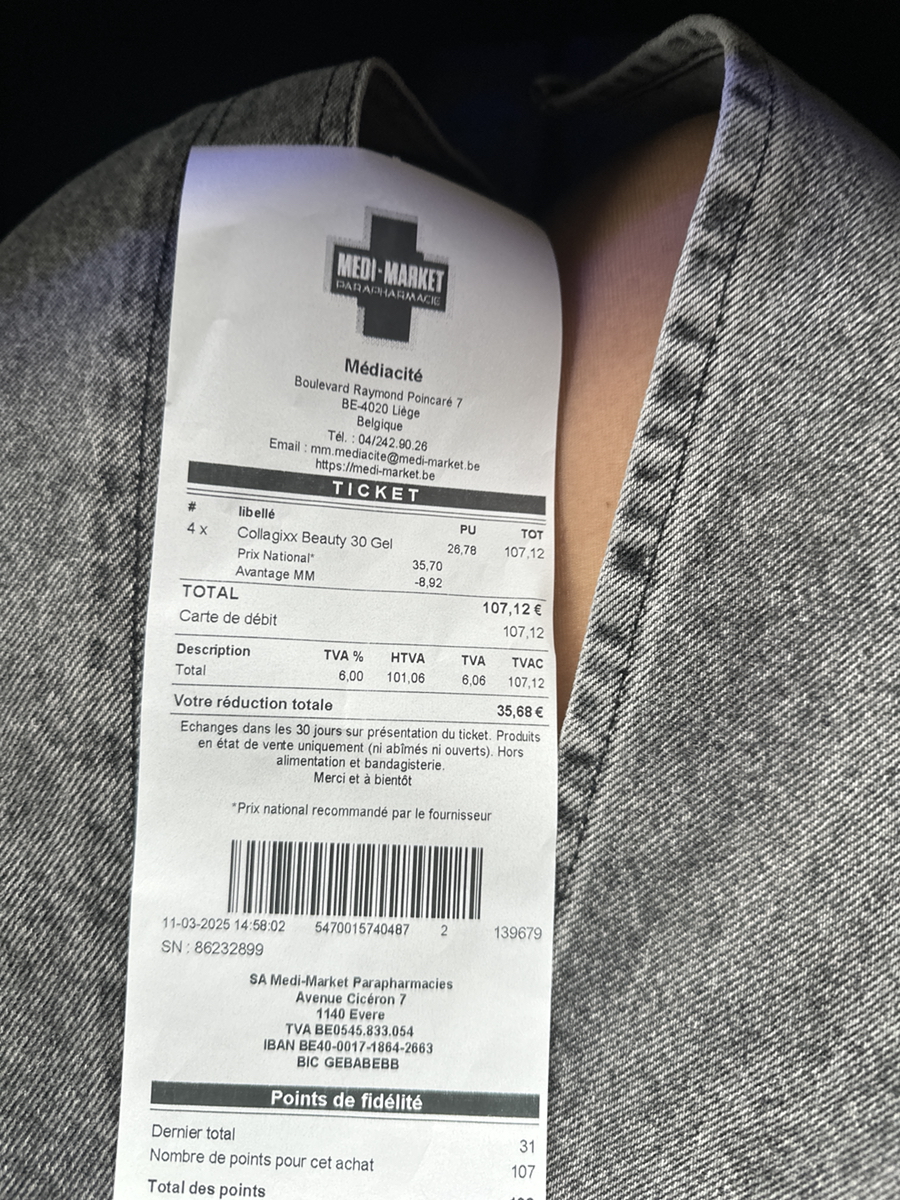 MEDI-MARKET
PARAPHARMACIE
Médiacité
Boulevard Raymond Poincaré 7
BE-4020 Liège
Belgique
Tél. : 04/242.90.26
Email : mm.mediacite@medi-market.be
https://medi-market.be
TICKET
# libellé PU TOT
4 x Collagixx Beauty 30 Gel 26,78 107,12
Prix National* 35,70
Avantage MM -8,92
TOTAL 107,12 €
Carte de débit 107,12
Description TVA % HTVA TVA TVAC
Total 6,00 101,06 6,06 107,12
Votre réduction totale 35,68 €
Echanges dans les 30 jours sur présentation du ticket. Produits
en état de vente uniquement (ni abîmés ni ouverts). Hors
alimentation et bandagisterie.
Merci et à bientôt
*Prix national recommandé par le fournisseur
11-03-2025 14:58:02 5470015740487 2 139679
SN : 86232899
SA Medi-Market Parapharmacies
Avenue Cicéron 7
1140 Evere
TVA BE0545.833.054
IBAN BE40-0017-1864-2663
BIC GEBABEBB
Points de fidélité
Dernier total 31
Nombre de points pour cet achat 107
Total des points